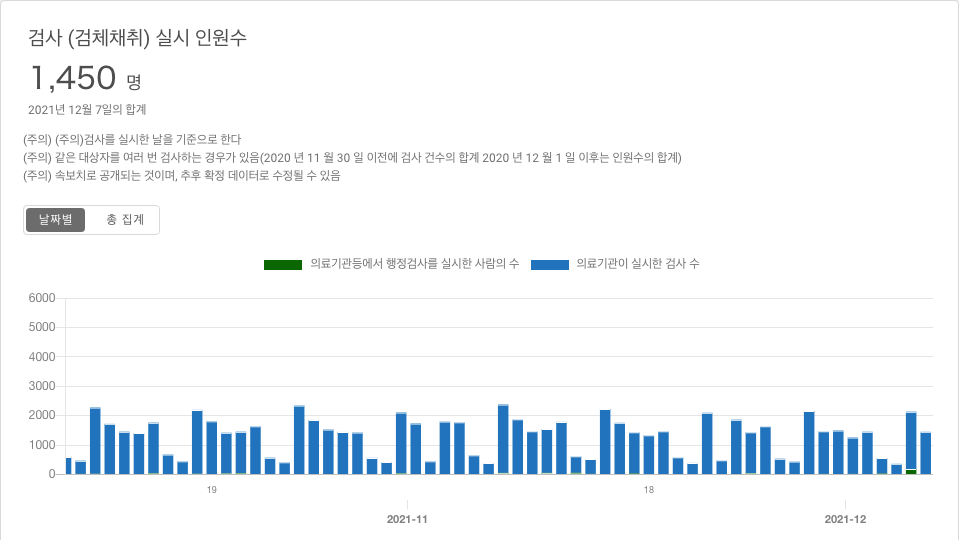 검사 (검체채취) 실시 인원수
1,450 명
2021년 12월 7일의 합계
(주의) (주의)검사를 실시한 날을 기준으로 한다
(주의) 같은 대상자를 여러 번 검사하는 경우가 있음(2020 년 11 월 30 일 이전에 검사 건수의 합계 2020 년 12 월 1 일 이후는 인원수의 합계)
(주의) 속보치로 공개되는 것이며, 추후 확정 데이터로 수정될 수 있음
날짜별 총 집계
의료기관등에서 행정검사를 실시한 사람의 수 의료기관이 실시한 검사 수
6000
5000
4000
3000
2000
1000
0
19 18
2021-11 2021-12